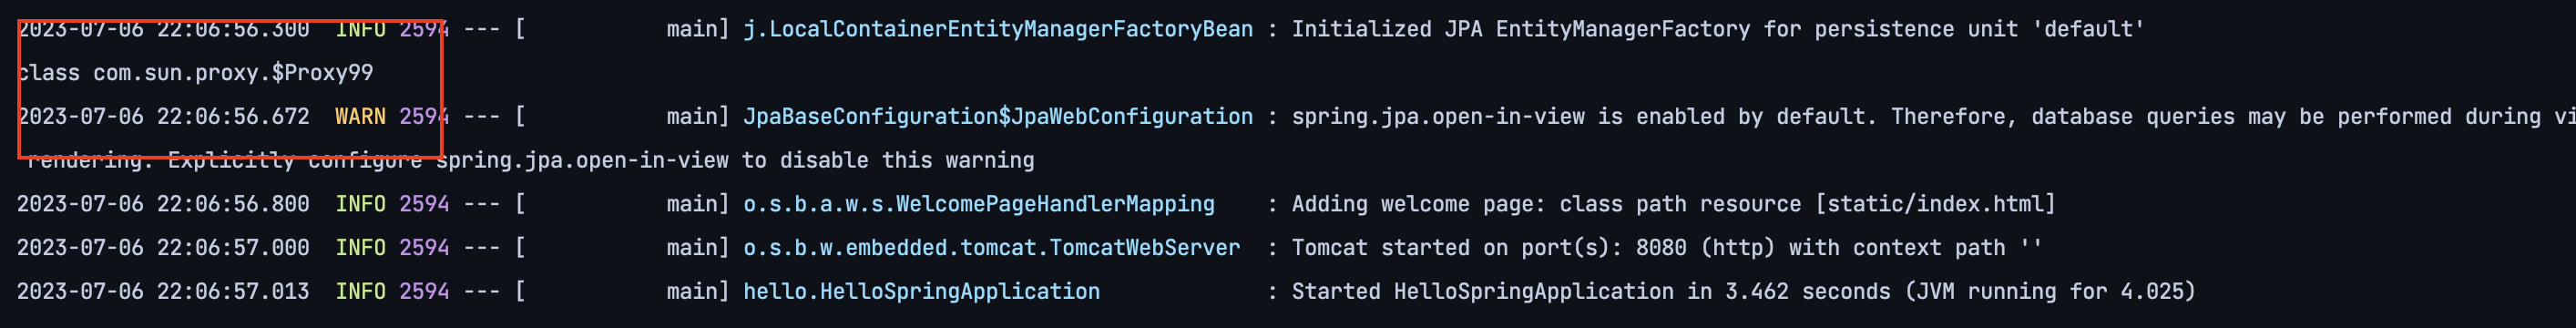 2023-07-06 22:06:56.300  INFO 2594 --- [           main] j.LocalContainerEntityManagerFactoryBean : Initialized JPA EntityManagerFactory for persistence unit 'default'
class com.sun.proxy.$Proxy99
2023-07-06 22:06:56.672  WARN 2594 --- [           main] JpaBaseConfiguration$JpaWebConfiguration : spring.jpa.open-in-view is enabled by default. Therefore, database queries may be performed during vi
rendering. Explicitly configure spring.jpa.open-in-view to disable this warning
2023-07-06 22:06:56.800  INFO 2594 --- [           main] o.s.b.a.w.s.WelcomePageHandlerMapping    : Adding welcome page: class path resource [static/index.html]
2023-07-06 22:06:57.000  INFO 2594 --- [           main] o.s.b.w.embedded.tomcat.TomcatWebServer  : Tomcat started on port(s): 8080 (http) with context path ''
2023-07-06 22:06:57.013  INFO 2594 --- [           main] hello.HelloSpringApplication             : Started HelloSpringApplication in 3.462 seconds (JVM running for 4.025)